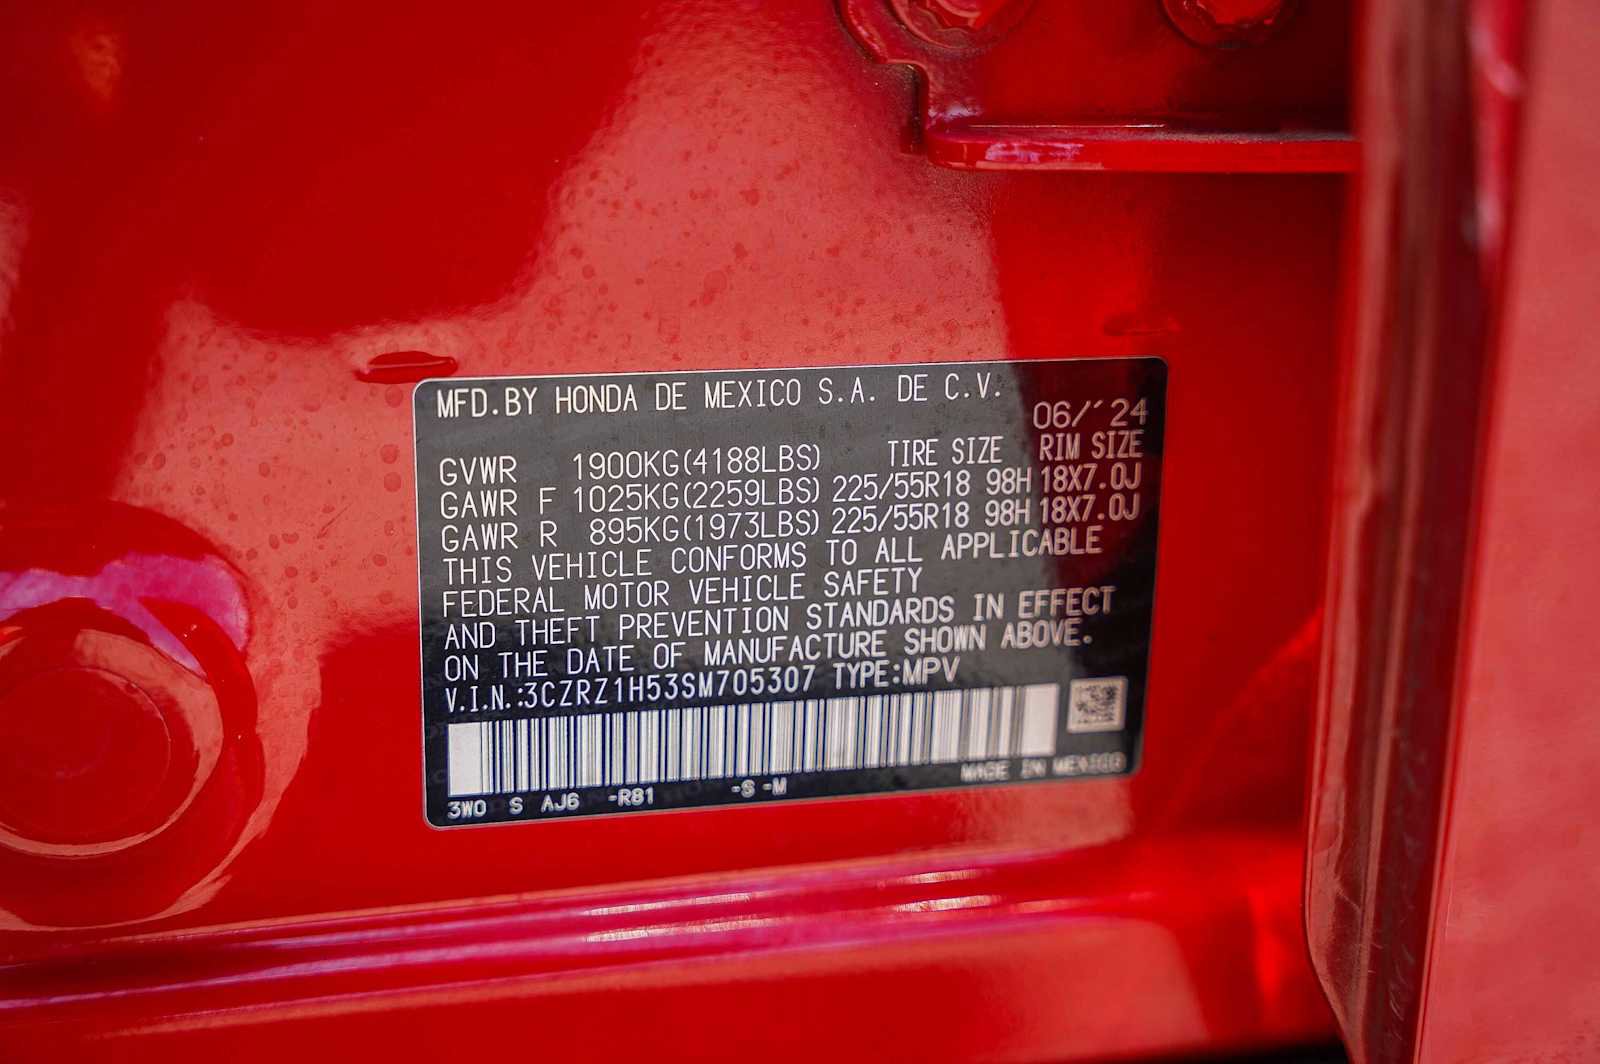 MFD.BY HONDA DE MEXICO S.A. DE C.V.
06/´24
GVWR 1900KG(4188LBS) TIRE SIZE RIM SIZE
GAWR F 1025KG(2259LBS) 225/55R18 98H 18X7.0J
GAWR R 895KG(1973LBS) 225/55R18 98H 18X7.0J
THIS VEHICLE CONFORMS TO ALL APPLICABLE
FEDERAL MOTOR VEHICLE SAFETY
AND THEFT PREVENTION STANDARDS IN EFFECT
ON THE DATE OF MANUFACTURE SHOWN ABOVE.
V.I.N.:3CZRZ1H53SM705307 TYPE:MPV
3W0 S AJ6 -R81 -S -M
MADE IN MEXICO